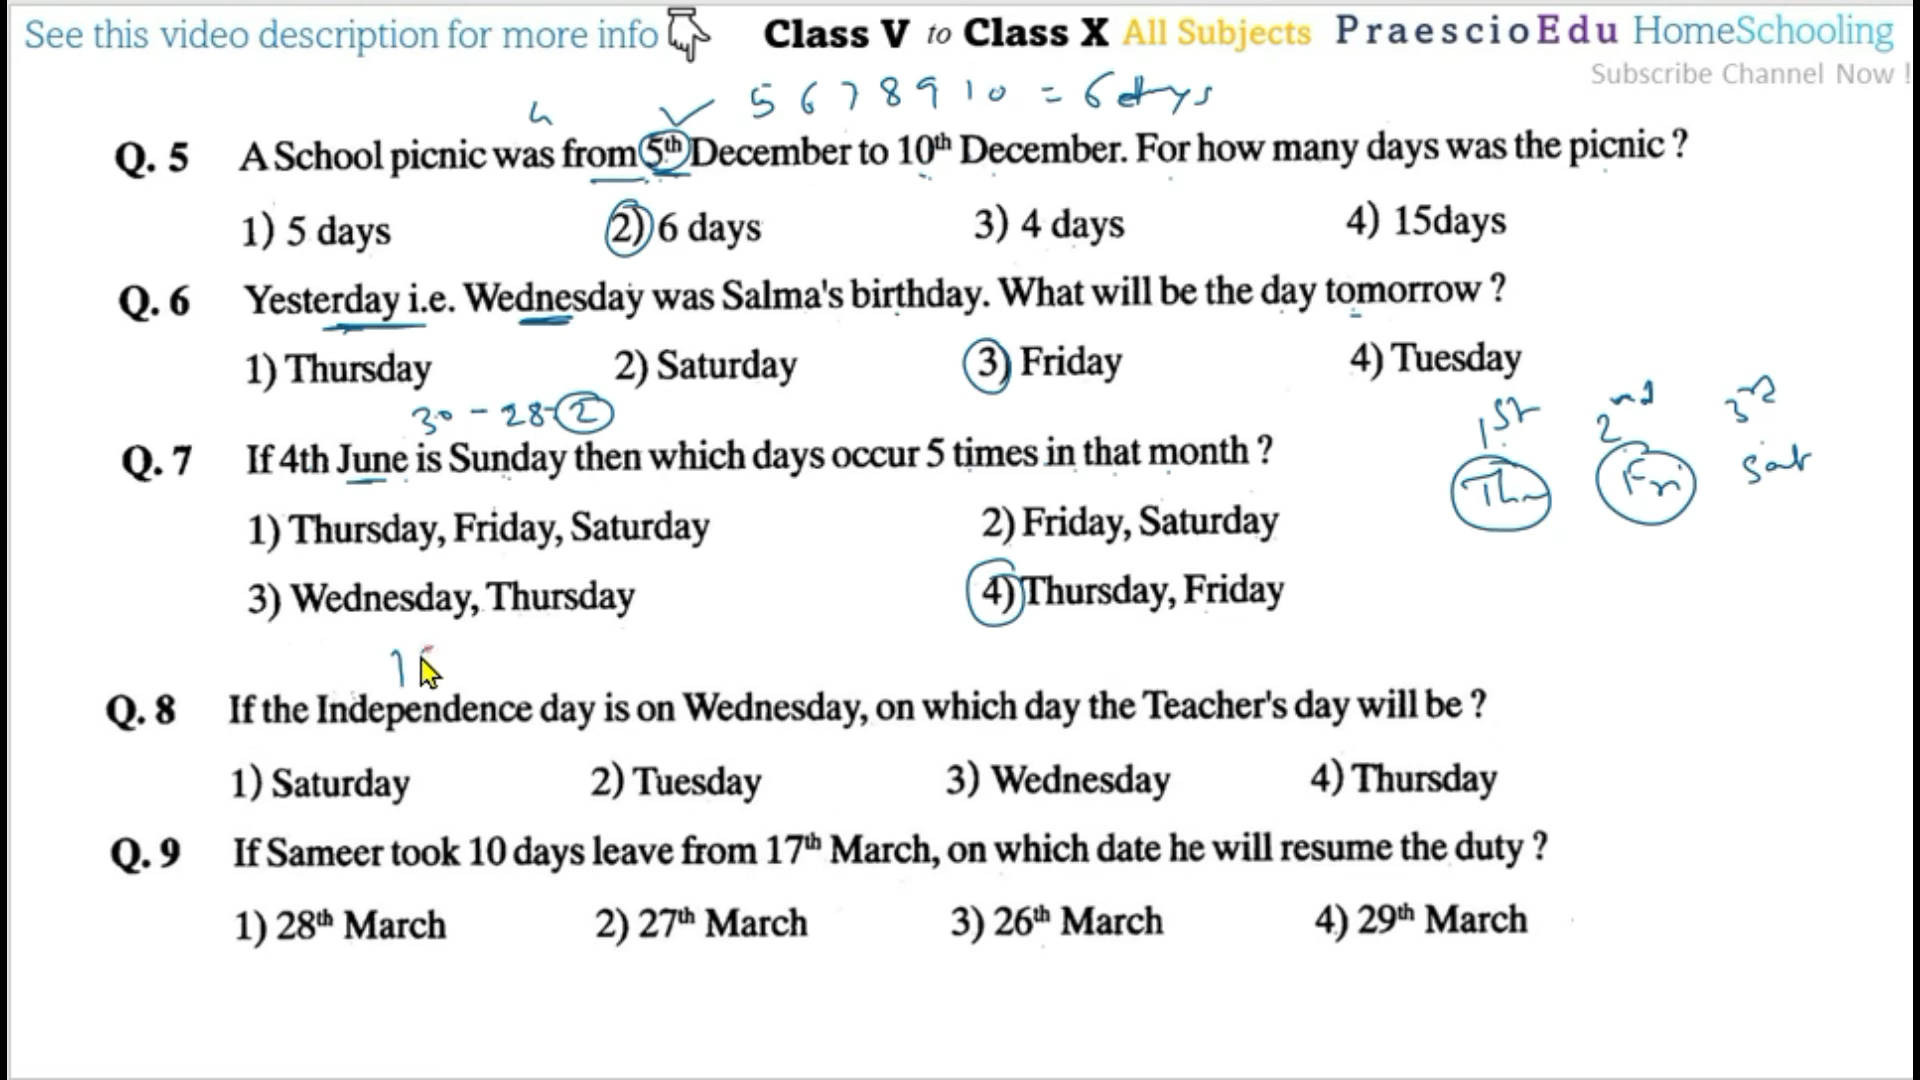 See this video description for more info Class V to Class X All Subjects PraescioEdu HomeSchooling
Subscribe Channel Now !
4 5 6 7 8 9 10 = 6 days
Q. 5 A School picnic was from 5th December to 10th December. For how many days was the picnic ?
1) 5 days 2) 6 days 3) 4 days 4) 15days
Q. 6 Yesterday i.e. Wednesday was Salma's birthday. What will be the day tomorrow ?
1) Thursday 2) Saturday 3) Friday 4) Tuesday
30 - 28 - 2 1st 2nd 3rd
Q. 7 If 4th June is Sunday then which days occur 5 times in that month ?
Fri Sat
1) Thursday, Friday, Saturday 2) Friday, Saturday
3) Wednesday, Thursday 4) Thursday, Friday
Q. 8 If the Independence day is on Wednesday, on which day the Teacher's day will be ?
1) Saturday 2) Tuesday 3) Wednesday 4) Thursday
Q. 9 If Sameer took 10 days leave from 17th March, on which date he will resume the duty ?
1) 28th March 2) 27th March 3) 26th March 4) 29th March